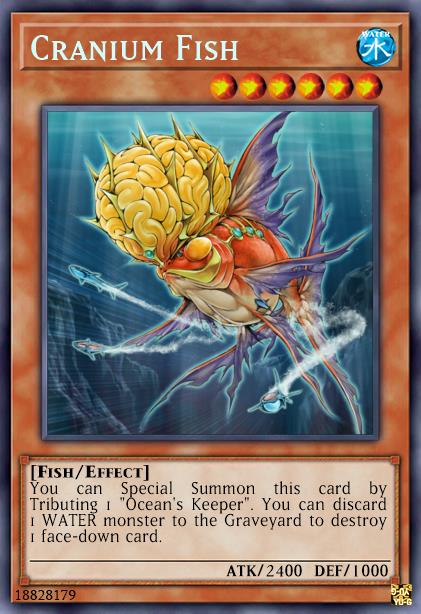 CRANIUM FISH
WATER
水
[FISH/EFFECT]
You can Special Summon this card by
Tributing 1 "Ocean's Keeper". You can discard
1 WATER monster to the Graveyard to destroy
1 face-down card.
ATK/2400 DEF/1000
18828179